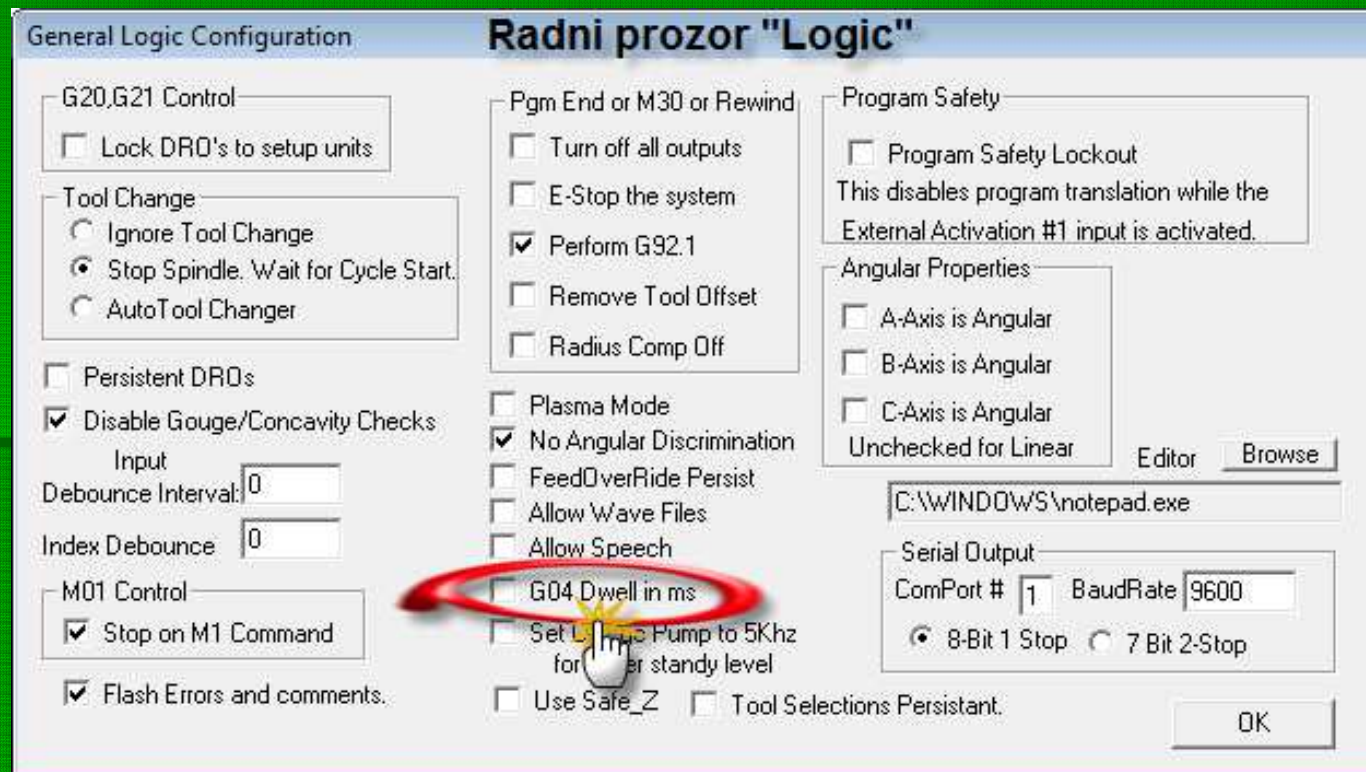 General Logic Configuration
Radni prozor "Logic"
G20,G21 Control
Lock DRO's to setup units
Tool Change
Ignore Tool Change
Stop Spindle. Wait for Cycle Start.
AutoTool Changer
Persistent DROs
Disable Gouge/Concavity Checks
Input
Debounce Interval: 0
Index Debounce 0
M01 Control
Stop on M1 Command
Flash Errors and comments.
Pgm End or M30 or Rewind
Turn off all outputs
E-Stop the system
Perform G92.1
Remove Tool Offset
Radius Comp Off
Plasma Mode
No Angular Discrimination
FeedOverRide Persist
Allow Wave Files
Allow Speech
G04 Dwell in ms
Set Pump to 5Khz
for standy level
Use Safe_Z
Tool Selections Persistant.
Program Safety
Program Safety Lockout
This disables program translation while the
External Activation #1 input is activated.
Angular Properties
A-Axis is Angular
B-Axis is Angular
C-Axis is Angular
Unchecked for Linear
Editor Browse
C:\WINDOWS\notepad.exe
Serial Output
ComPort # 1 BaudRate 9600
8-Bit 1 Stop 7 Bit 2-Stop
OK